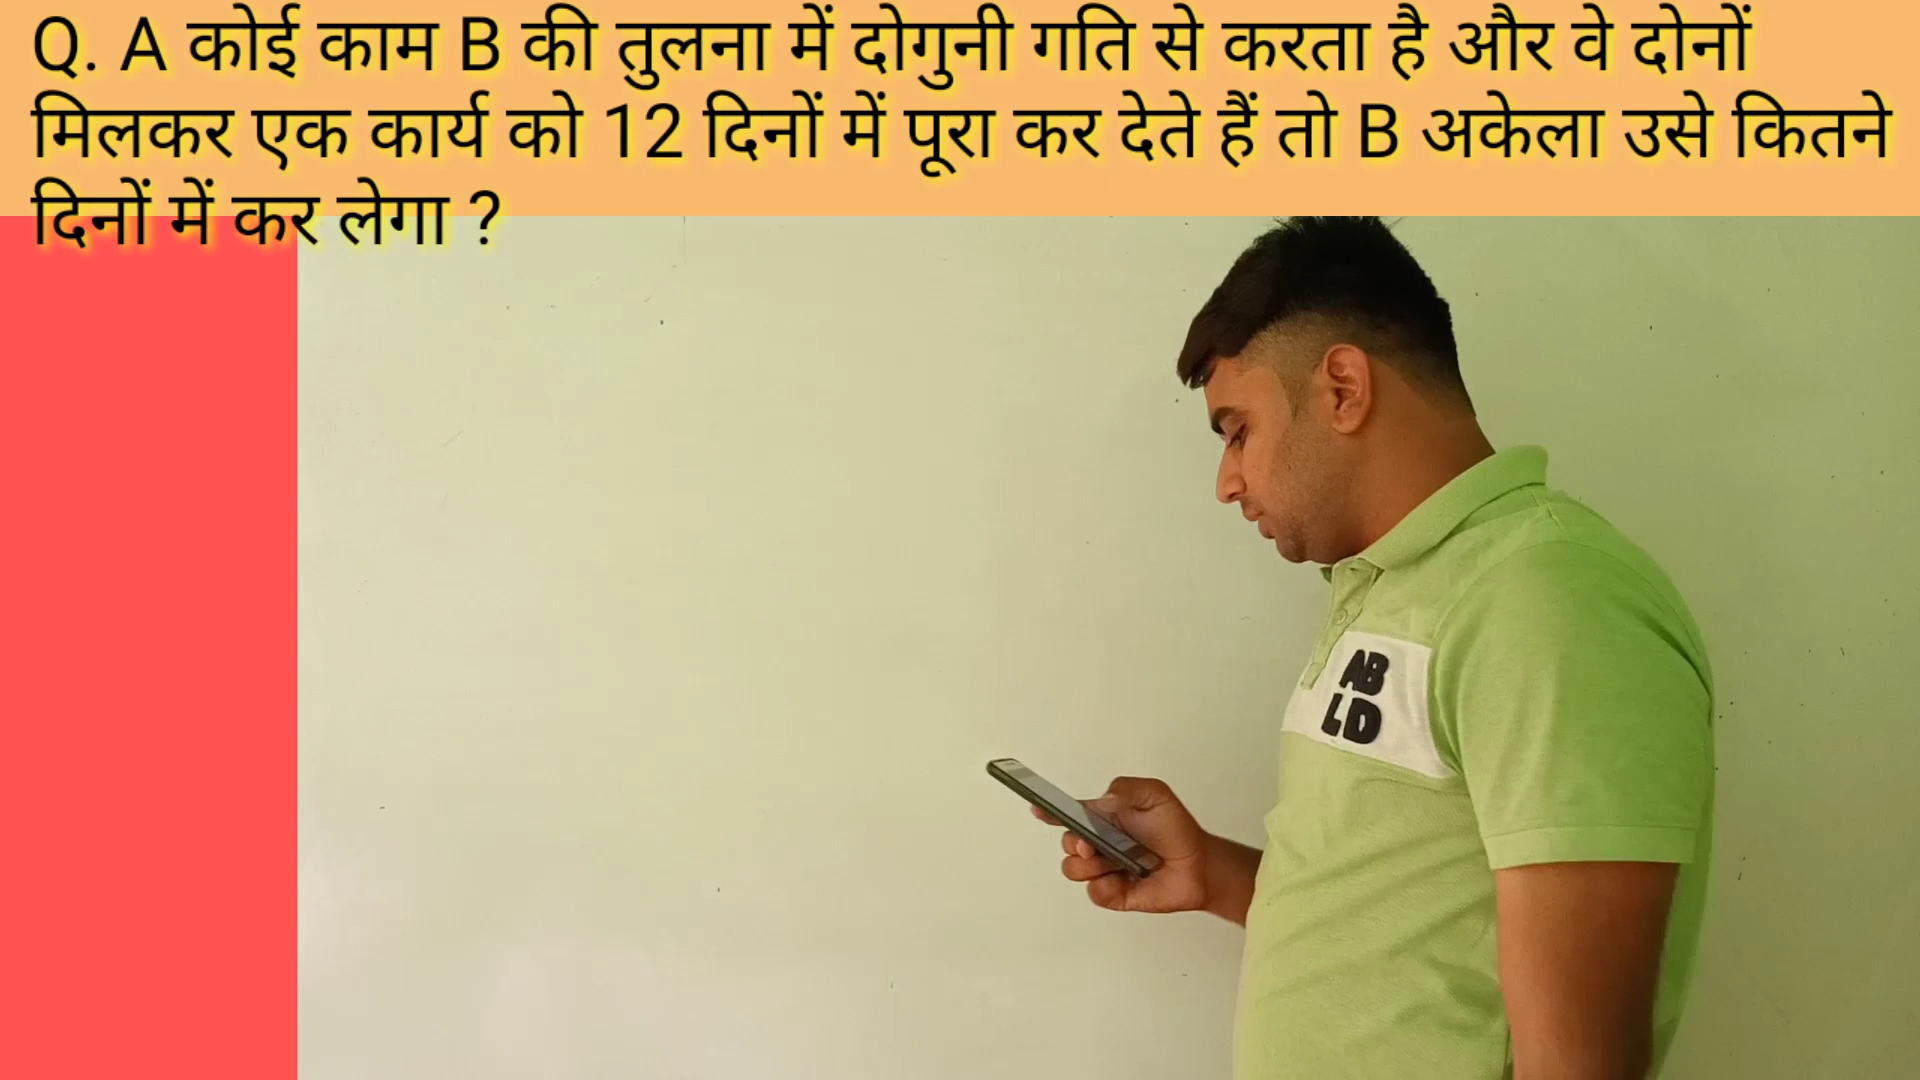 Q. A कोई काम B की तुलना में दोगुनी गति से करता है और वे दोनों
मिलकर एक कार्य को 12 दिनों में पूरा कर देते हैं तो B अकेला उसे कितने
दिनों में कर लेगा ?
AB
LD